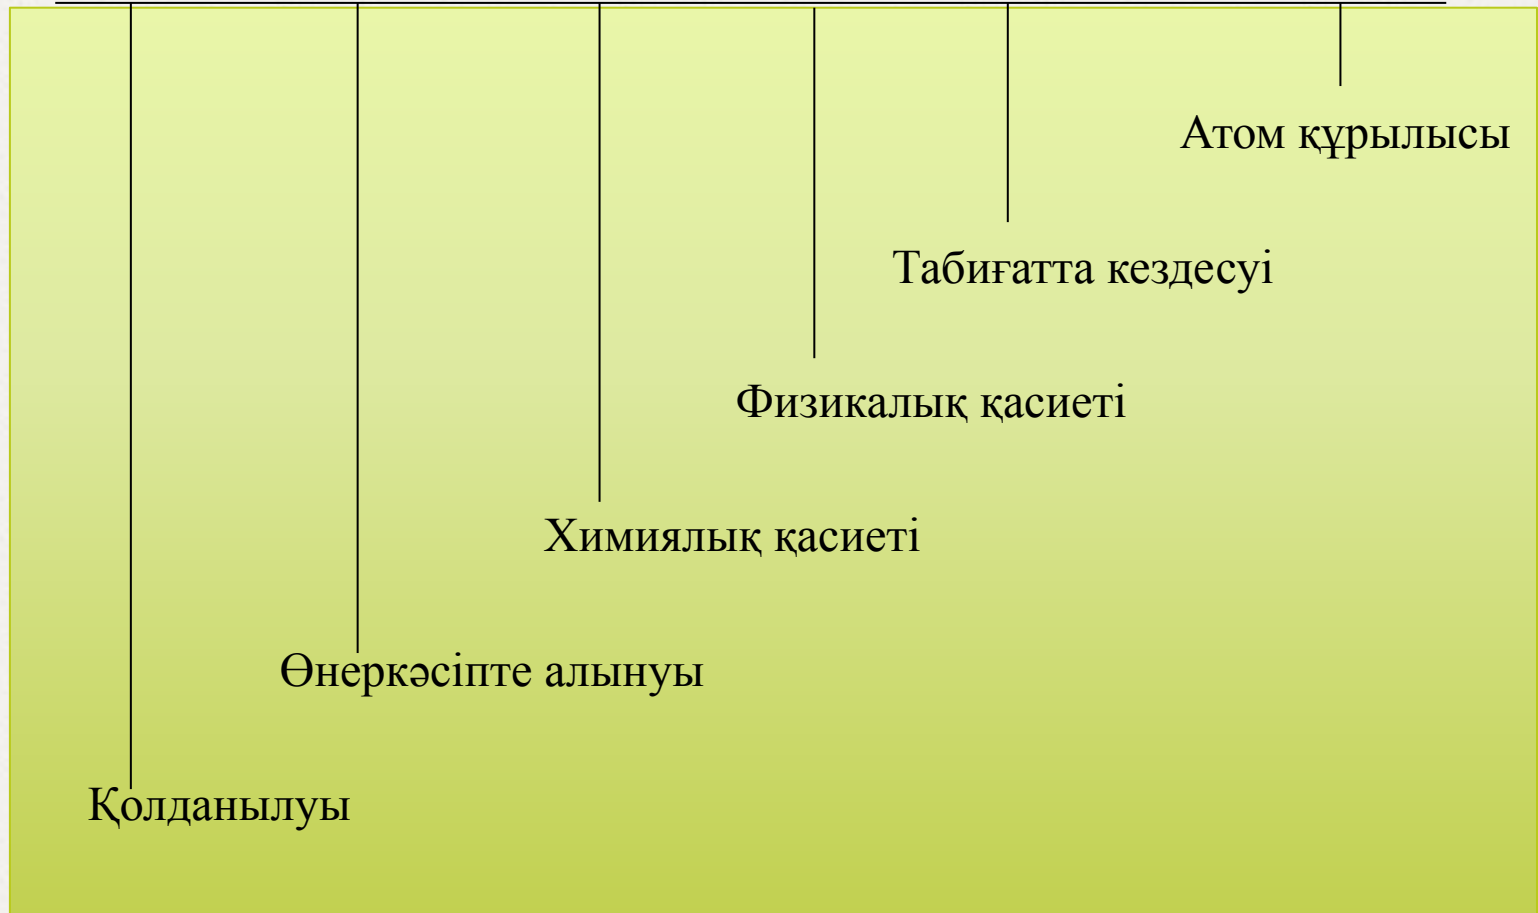 Атом құрылысы
Табиғатта кездесуі
Физикалық қасиеті
Химиялық қасиеті
Өнеркәсіпте алынуы
Қолданылуы